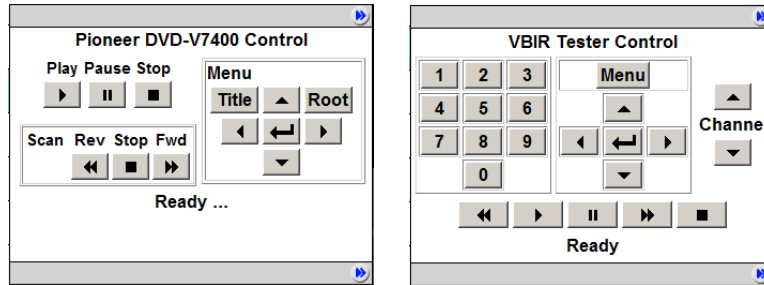 Pioneer DVD-V7400 Control
Play Pause Stop
Menu
Title Root
Scan Rev Stop Fwd
Ready ...
VBIR Tester Control
1 2 3
4 5 6
7 8 9
0
Menu
Channe
Ready